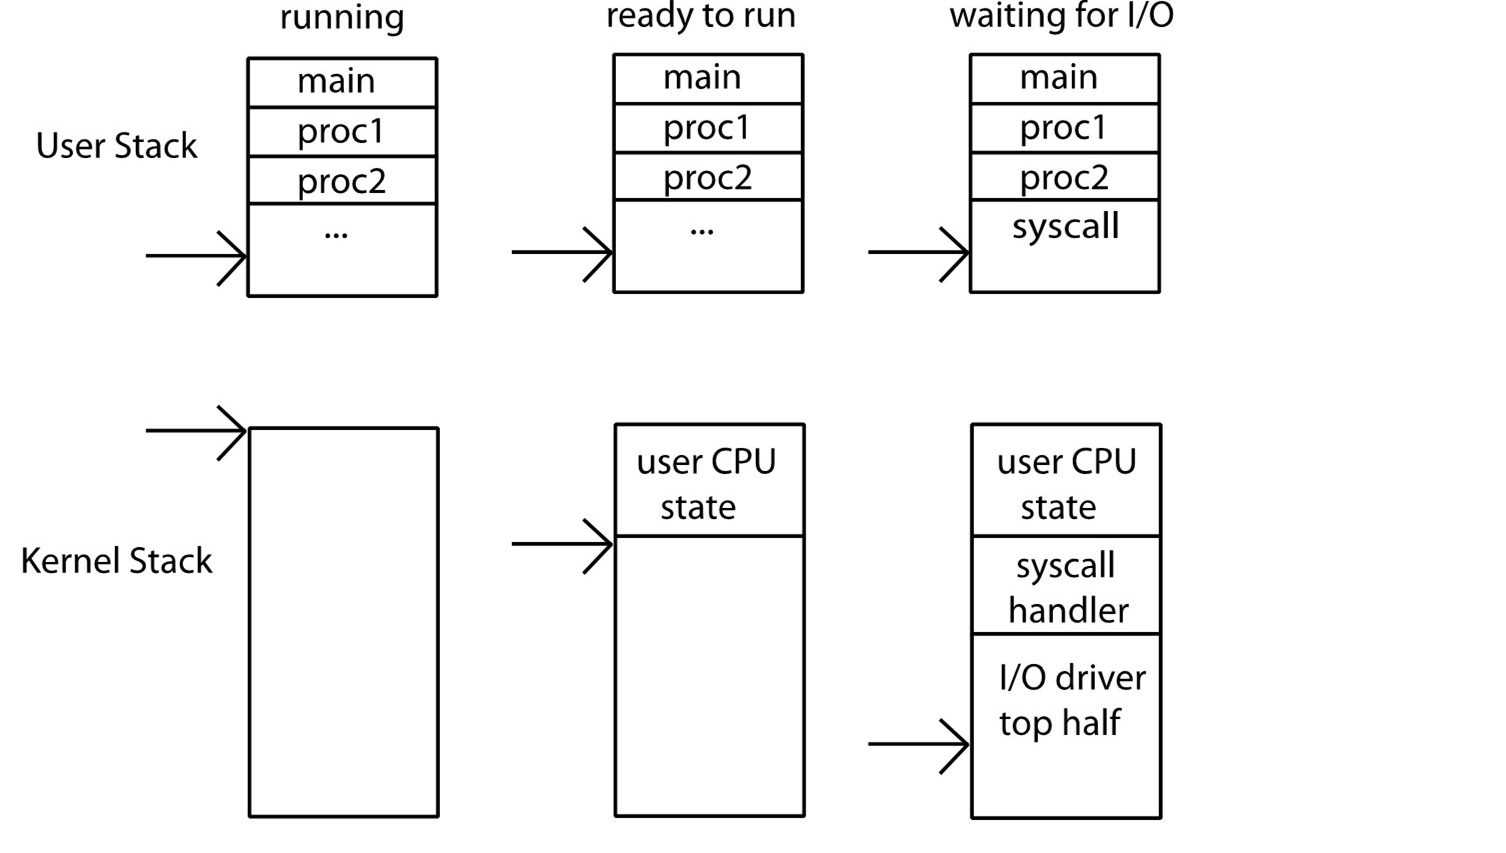 running
ready to run
waiting for I/O
User Stack
main
proc1
proc2
...
main
proc1
proc2
...
main
proc1
proc2
syscall
Kernel Stack
user CPU
state
user CPU
state
syscall
handler
I/O driver
top half